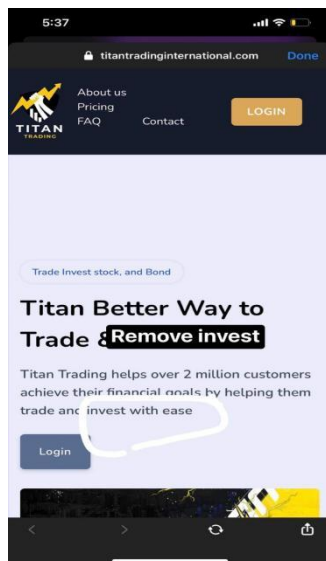 5:37
titantradinginternational.com Done
TITAN
TRADING
About us
Pricing
FAQ Contact
LOGIN
Trade Invest stock, and Bond
Titan Better Way to
Trade &
Remove invest
Titan Trading helps over 2 million customers
achieve their financial goals by helping them
trade and invest with ease
Login